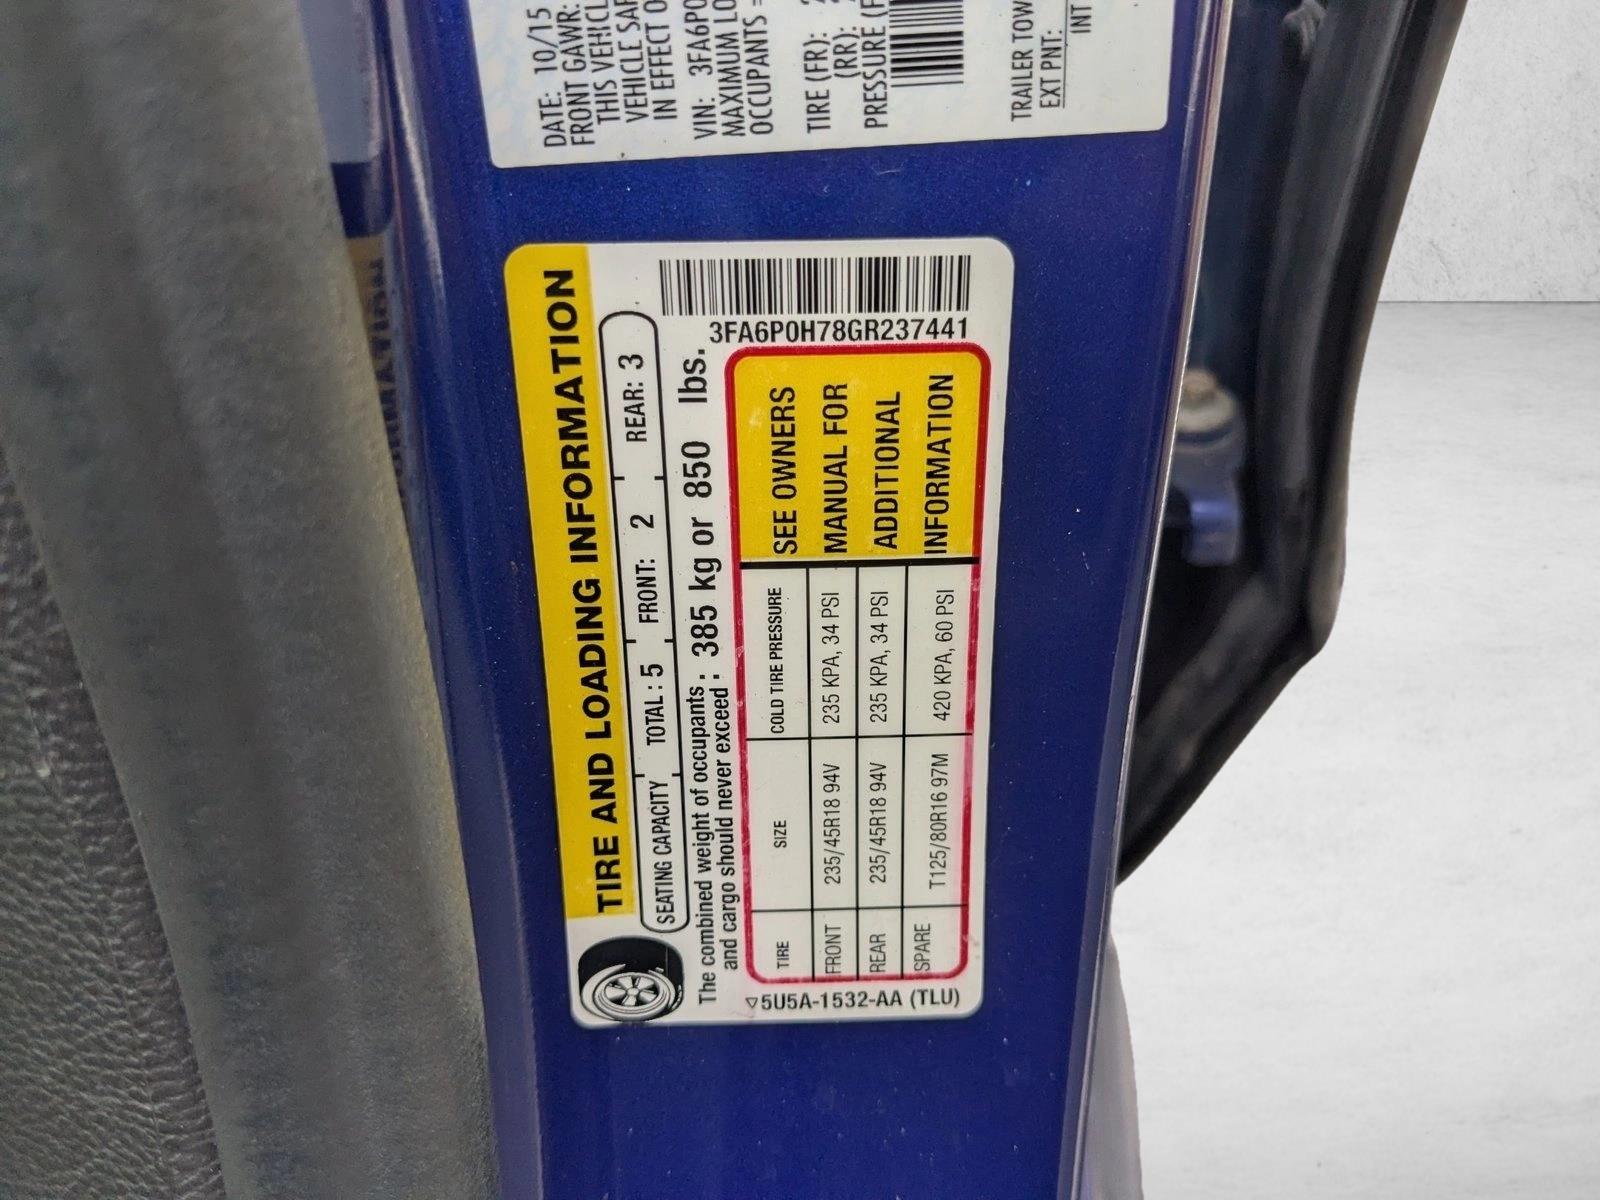 DATE: 10/15
FRONT GAWR:
THIS VEHICL
VEHICLE SAF
IN EFFECT O
VIN: 3FA6P0
MAXIMUM LO
OCCUPANTS =
TIRE (FR): 2
(RR):
PRESSURE (F
TRAILER TOW
EXT PNT:
INT
TIRE AND LOADING INFORMATION
SEATING CAPACITY TOTAL : 5 FRONT: 2 REAR: 3
The combined weight of occupants
and cargo should never exceed : 385 kg or 850 lbs.
3FA6P0H78GR237441
TIRE SIZE COLD TIRE PRESSURE
FRONT 235/45R18 94V 235 KPA, 34 PSI
REAR 235/45R18 94V 235 KPA, 34 PSI
SPARE T125/80R16 97M 420 KPA, 60 PSI
SEE OWNERS
MANUAL FOR
ADDITIONAL
INFORMATION
▽5U5A-1532-AA (TLU)